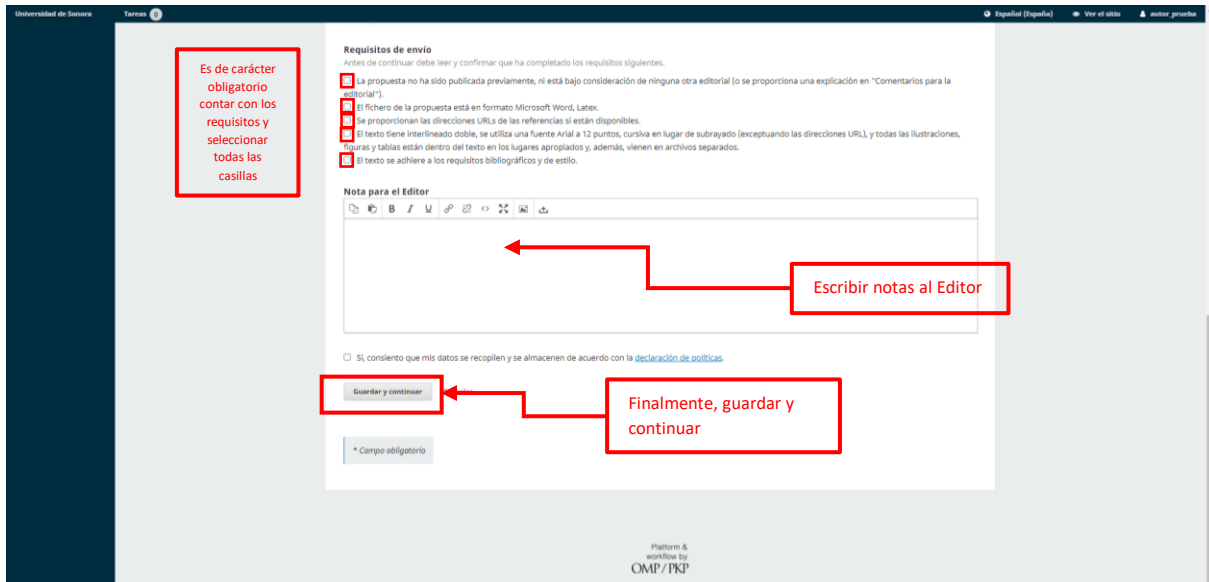 Universidad de Sonora
Tareas 0
Español (España)
Ver el sitio
autor_prueba
Es de carácter
obligatorio
contar con los
requisitos y
seleccionar
todas las
casillas
Requisitos de envío
Antes de continuar debe leer y confirmar que ha completado los requisitos siguientes.
La propuesta no ha sido publicada previamente, ni está bajo consideración de ninguna otra editorial (o se proporciona una explicación en "Comentarios para la
editorial").
El fichero de la propuesta está en formato Microsoft Word, Latex.
Se proporcionan las direcciones URLs de las referencias si están disponibles.
El texto tiene interlineado doble, se utiliza una fuente Arial a 12 puntos, cursiva en lugar de subrayado (exceptuando las direcciones URL), y todas las ilustraciones,
figuras y tablas están dentro del texto en los lugares apropiados y, además, vienen en archivos separados.
El texto se adhiere a los requisitos bibliográficos y de estilo.
Nota para el Editor
B I U
Escribir notas al Editor
Sí, consiento que mis datos se recopilen y se almacenen de acuerdo con la declaración de políticas.
Guardar y continuar
Finalmente, guardar y
continuar
* Campo obligatorio
Platform &
workflow by
OMP / PKP